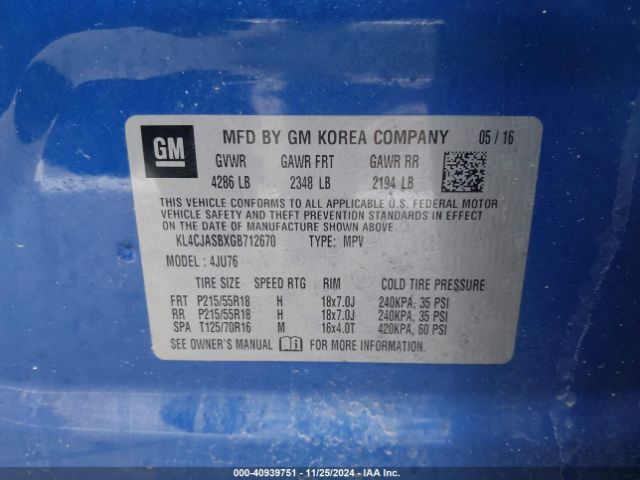 GM
MFD BY GM KOREA COMPANY 05 / 16
GVWR GAWR FRT GAWR RR
4286 LB 2348 LB 2194 LB
THIS VEHICLE CONFORMS TO ALL APPLICABLE U.S. FEDERAL MOTOR
VEHICLE SAFETY AND THEFT PREVENTION STANDARDS IN EFFECT
ON THE DATE OF MANUFACTURE SHOWN ABOVE.
KL4CJASBXGB712670 TYPE: MPV
MODEL : 4JU76
TIRE SIZE SPEED RTG RIM COLD TIRE PRESSURE
FRT P215/55R18 H 18x7.0J 240KPA, 35 PSI
RR P215/55R18 H 18x7.0J 240KPA, 35 PSI
SPA T125/70R16 M 16x4.0T 420KPA, 60 PSI
SEE OWNER'S MANUAL FOR MORE INFORMATION.
000-40939751 - 11/25/2024 - IAA Inc.